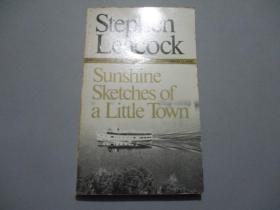 Stephen
Leacock
Sunshine
Sketches of
a Little Town